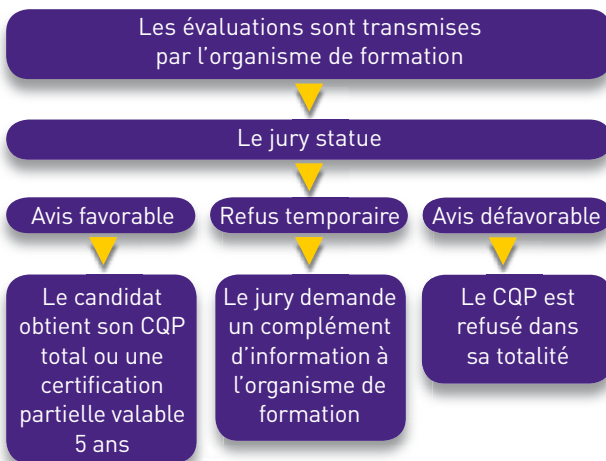 Les évaluations sont transmises
par l’organisme de formation
Le jury statue
Avis favorable
Refus temporaire
Avis défavorable
Le candidat
obtient son CQP
total ou une
certification
partielle valable
5 ans
Le jury demande
un complément
d’information à
l’organisme de
formation
Le CQP est
refusé dans
sa totalité